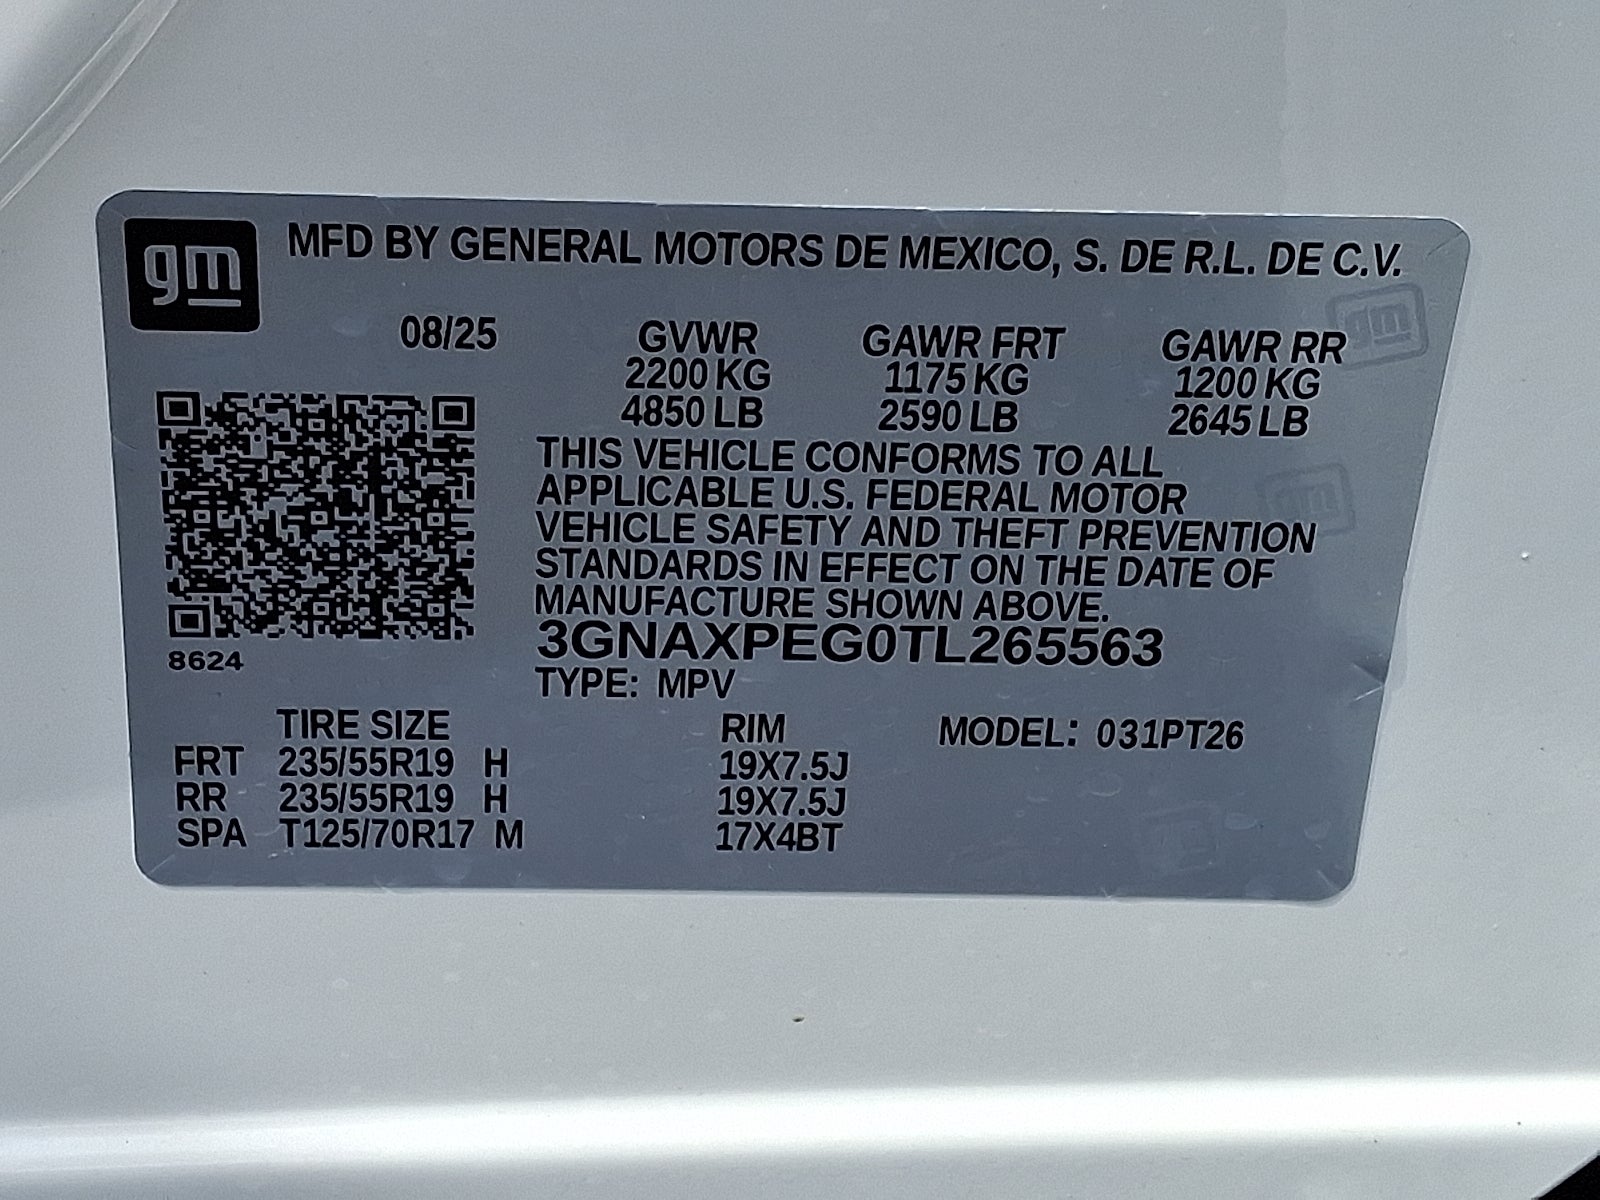 gm MFD BY GENERAL MOTORS DE MEXICO, S. DE R.L. DE C.V.
08/25 GVWR GAWR FRT GAWR RR
2200 KG 1175 KG 1200 KG
4850 LB 2590 LB 2645 LB
THIS VEHICLE CONFORMS TO ALL
APPLICABLE U.S. FEDERAL MOTOR
VEHICLE SAFETY AND THEFT PREVENTION
STANDARDS IN EFFECT ON THE DATE OF
MANUFACTURE SHOWN ABOVE.
3GNAXPEG0TL265563
8624
TYPE: MPV
TIRE SIZE RIM MODEL: 031PT26
FRT 235/55R19 H 19X7.5J
RR 235/55R19 H 19X7.5J
SPA T125/70R17 M 17X4BT